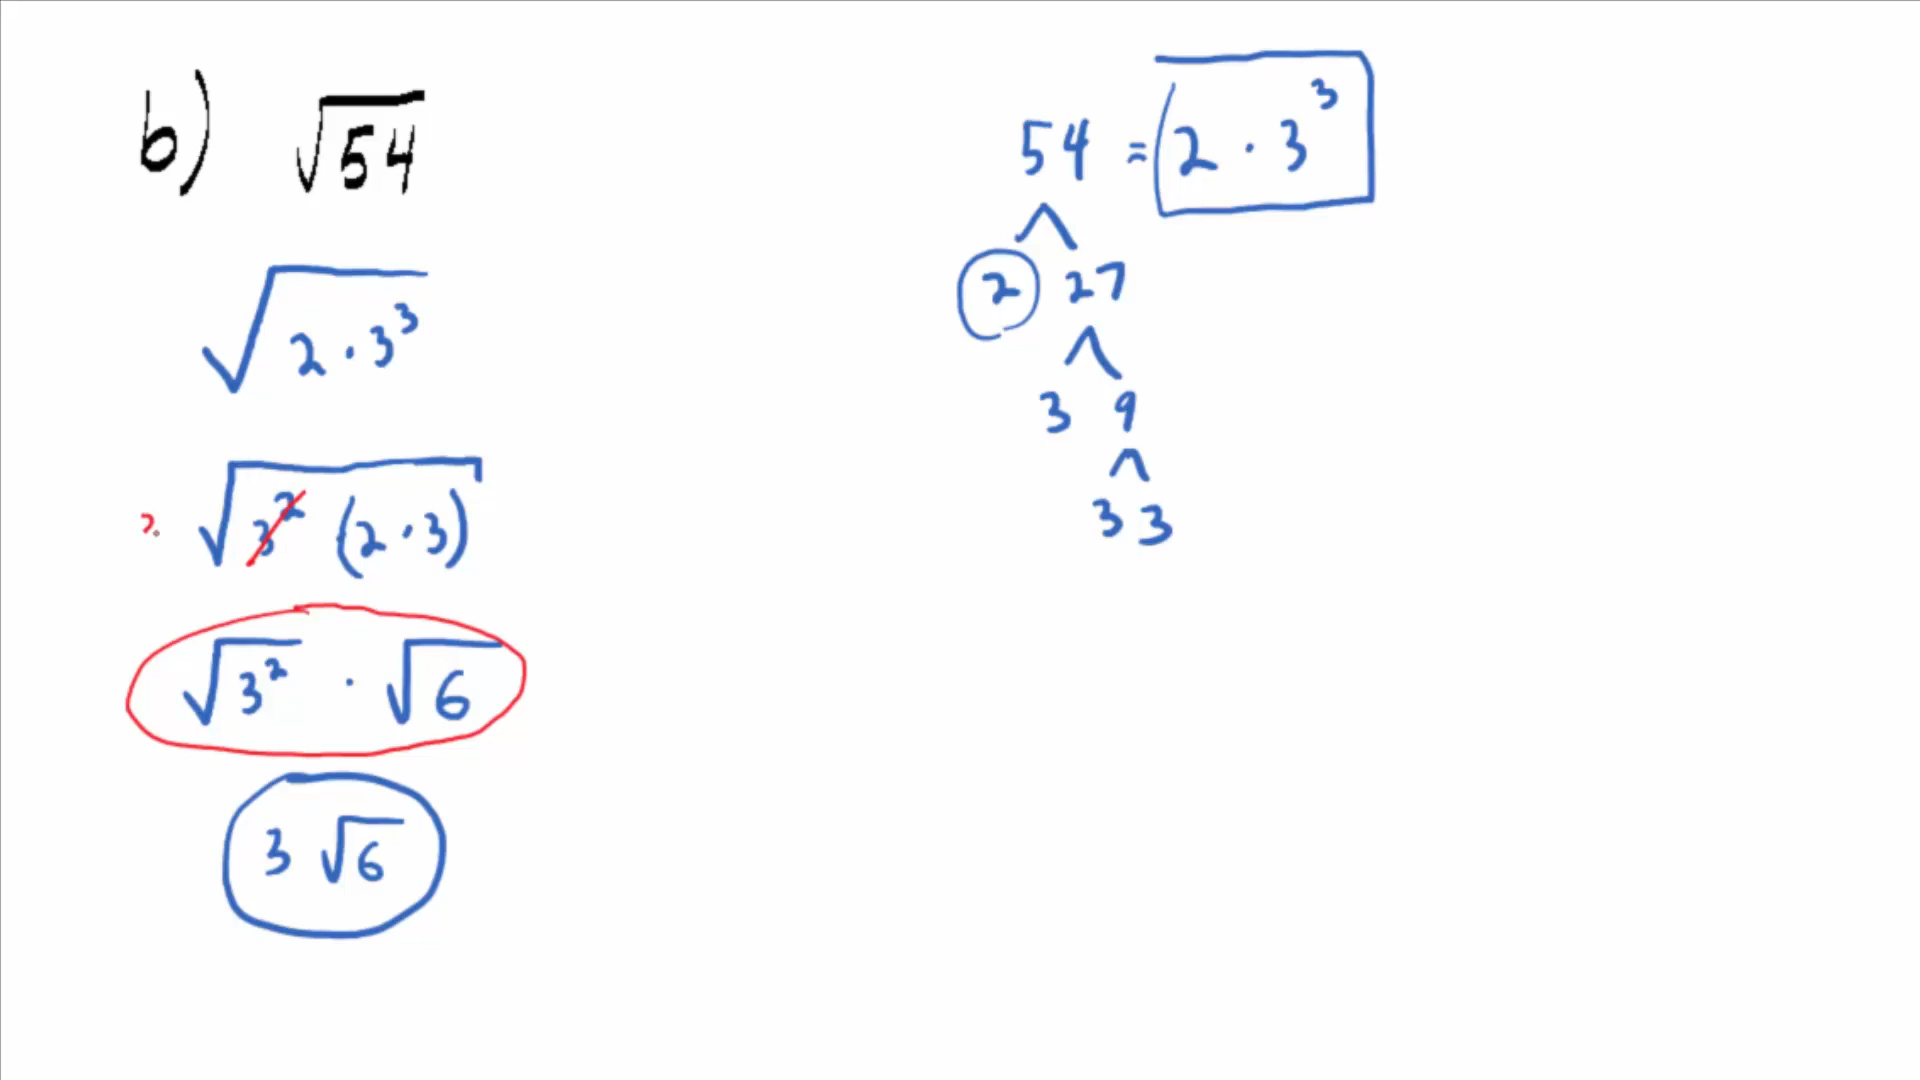 b) √54
√2 · 3³
√3² (2 · 3)
√3² · √6
3 √6
54 = 2 · 3³
2 27
3 9
3 3